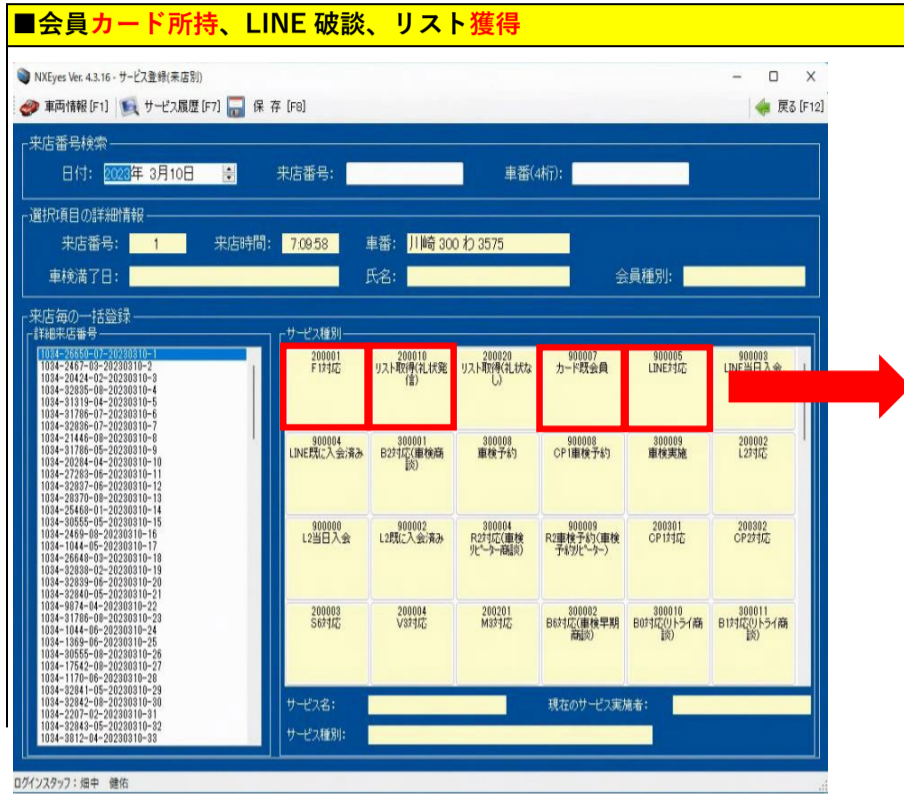 ■会員カード所持、LINE 破談、リスト獲得
NXEyes Ver. 4.3.16 - サービス登録(来店別)
車両情報 [F1] サービス履歴 [F7] 保 存 [F8] 戻る [F12]
来店番号検索
日付: 2023年 3月10日 来店番号: 車番(4桁):
選択項目の詳細情報
来店番号: 1 来店時間: 7:09:58 車番: 川崎 300 わ 3575
車検満了日: 氏名: 会員種別:
来店毎の一括登録
詳細来店番号
1034-26650-07-20230310-1
1034-2467-03-20230310-2
1034-20424-02-20230310-3
1034-32835-08-20230310-4
1034-31319-04-20230310-5
1034-31786-07-20230310-6
1034-32836-07-20230310-7
1034-21446-08-20230310-8
1034-31786-05-20230310-9
1034-20284-04-20230310-10
1034-27283-06-20230310-11
1034-32837-06-20230310-12
1034-28370-08-20230310-13
1034-25468-01-20230310-14
1034-30555-05-20230310-15
1034-2469-08-20230310-16
1034-1044-05-20230310-17
1034-26648-03-20230310-18
1034-32838-02-20230310-19
1034-32839-06-20230310-20
1034-32840-05-20230310-21
1034-9874-04-20230310-22
1034-31786-08-20230310-23
1034-1044-06-20230310-24
1034-1369-06-20230310-25
1034-30555-08-20230310-26
1034-17542-08-20230310-27
1034-1170-06-20230310-28
1034-32841-05-20230310-29
1034-32842-08-20230310-30
1034-2207-02-20230310-31
1034-32843-05-20230310-32
1034-3812-04-20230310-33
サービス種別
200001 200010 200020 900007 900005 900003
F1対応 リスト取得(礼状発信) リスト取得(礼状なし) カード既会員 LINE対応 LINE当日入会
900004 300001 300008 900008 300009 200002
LINE既に入会済み B2対応(車検商談) 車検予約 CP1車検予約 車検実施 L2対応
900000 900002 300004 900009 200301 200302
L2当日入会 L2既に入会済み R2対応(車検リピーター商談) R2車検予約(車検予約リピーター) CP1対応 CP2対応
200003 200004 200201 300002 300010 300011
S6対応 V3対応 M3対応 B6対応(車検早期商談) B0対応(リトライ商談) B1対応(リトライ商談)
サービス名: 現在のサービス実施者:
サービス種別:
ログインスタッフ：畑中 健佑